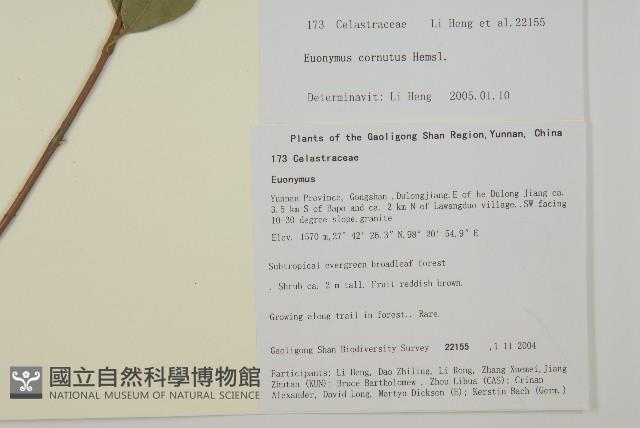 173 Celastraceae Li Heng et al.22155
Euonymus cornutus Hemsl.
Determinavit: Li Heng 2005.01.10
Plants of the Gaoligong Shan Region,Yunnan, China
173 Celastraceae
Euonymus
Yunnan Province, Gongshan ,Dulongjiang.E of he Dulong Jiang ca.
3.5 km S of Bapo and ca. 2 km N of Lawangduo village..SW facing
10-30 degree slope,granite
Elev. 1570 m,27° 42′ 26.3″ N,98° 20′ 54.9″ E
Subtropical evergreen broadleaf forest
. Shrub ca. 2 m tall. Fruit reddish brown.
Growing along trail in forest.. Rare.
Gaoligong Shan Biodiversity Survey 22155 ,1 11 2004
Participants: Li Heng, Dao Zhiling, Li Rong, Zhang Xuemei,Jiang
Zhutan (KUN); Bruce Bartholomew , Zhou Lihua (CAS); Crinan
Alexander, David Long, Martyn Dickson (E); Kerstin Bach (Germ.)
國立自然科學博物館
NATIONAL MUSEUM OF NATURAL SCIENCE